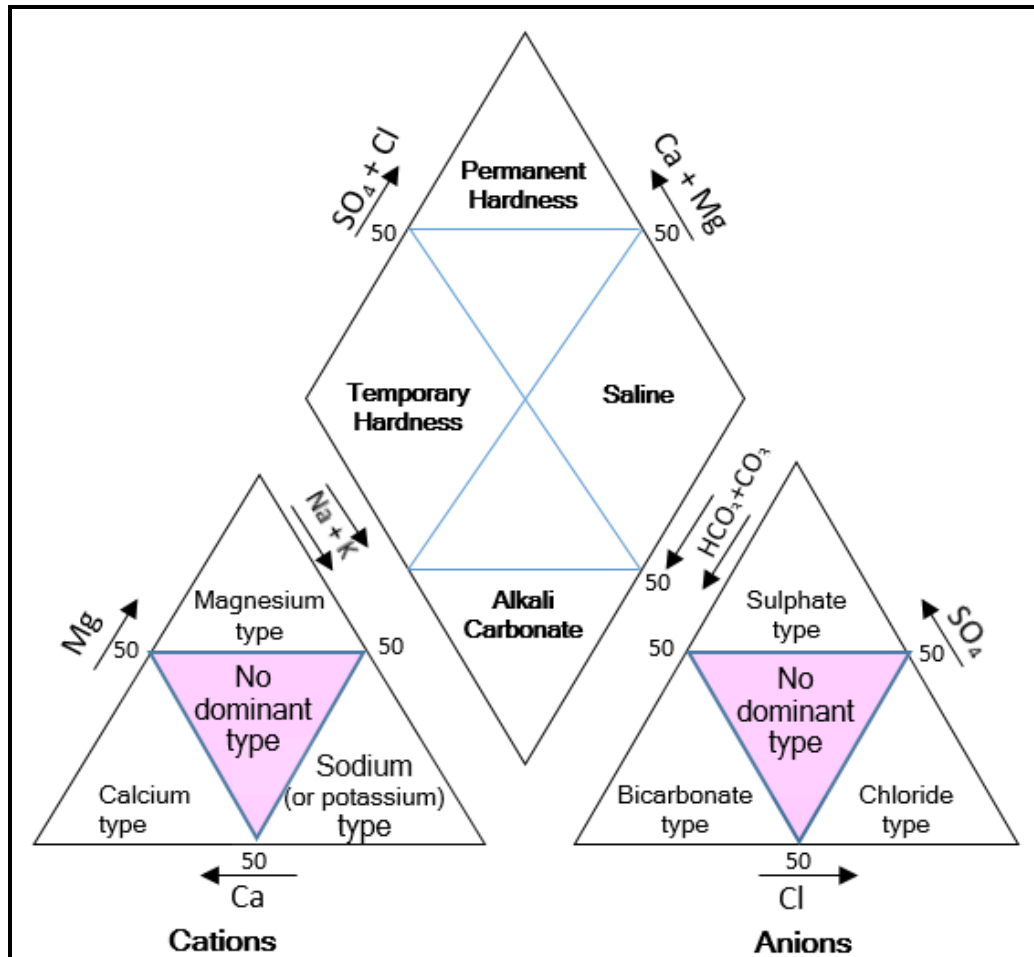 SO₄ + Cl
Ca + Mg
Permanent
Hardness
50
50
Temporary
Hardness
Saline
Na + K
HCO₃+CO₃
50
Alkali
Carbonate
Mg
50
Magnesium
type
50
No
dominant
type
Calcium
type
Sodium
(or potassium)
type
50
Ca
Cations
50
Sulphate
type
50
SO₄
No
dominant
type
Bicarbonate
type
Chloride
type
50
Cl
Anions